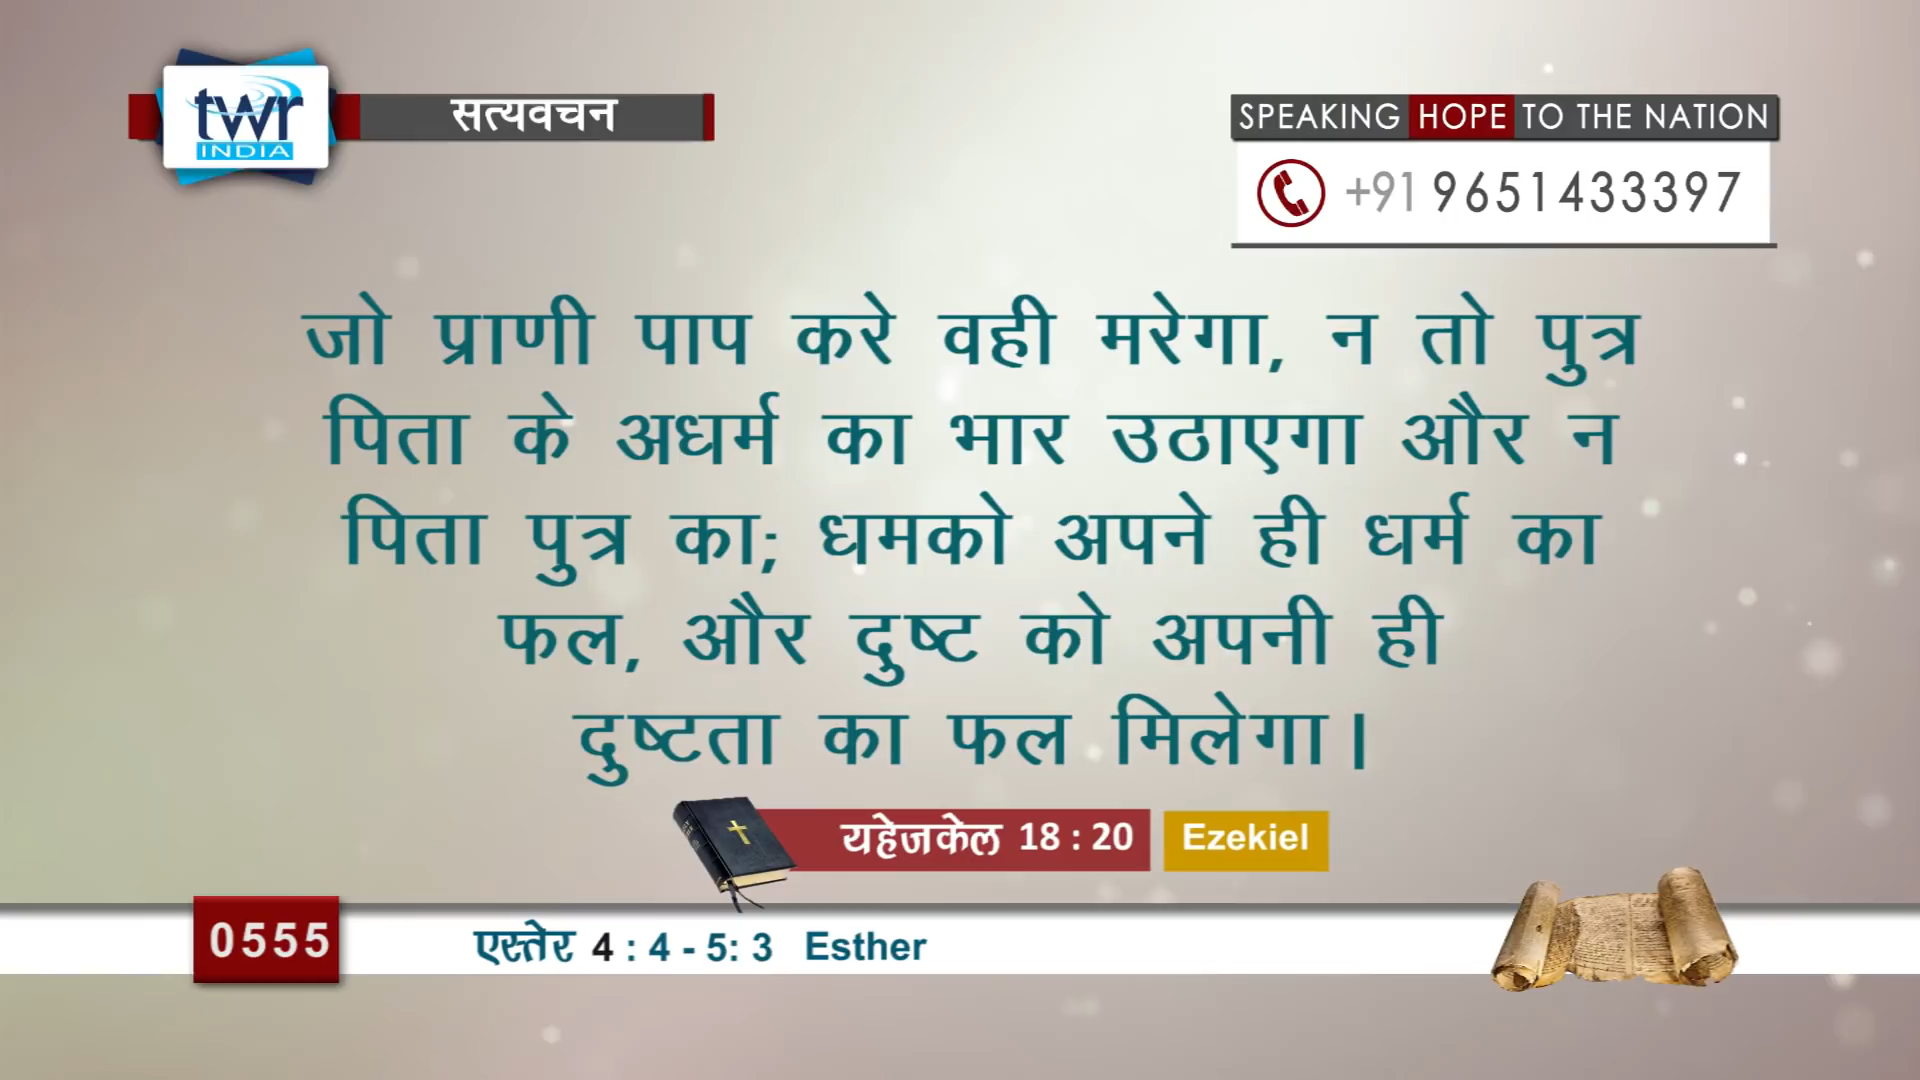 twr
INDIA
सत्यवचन
SPEAKING HOPE TO THE NATION
+91 9651433397
जो प्राणी पाप करे वही मरेगा, न तो पुत्र
पिता के अधर्म का भार उठाएगा और न
पिता पुत्र का; धमको अपने ही धर्म का
फल, और दुष्ट को अपनी ही
दुष्टता का फल मिलेगा।
यहेजकेल 18 : 20 Ezekiel
0555
एस्तेर 4 : 4 - 5: 3 Esther